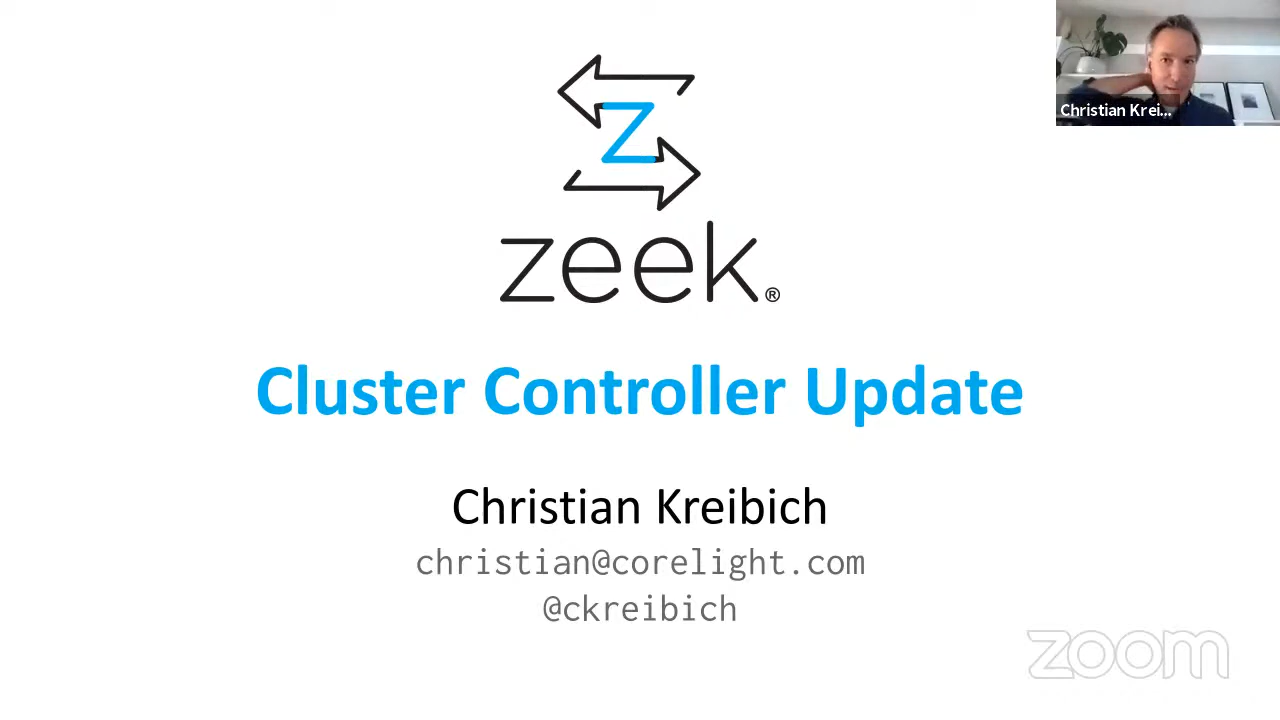 Christian Krei...
zeek®
Cluster Controller Update
Christian Kreibich
christian@corelight.com
@ckreibich
zoom